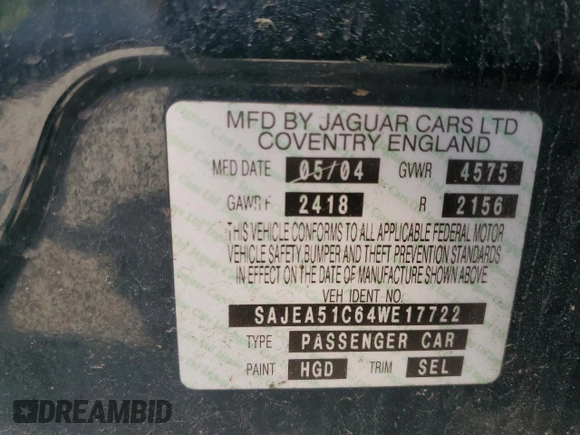 MFD BY JAGUAR CARS LTD
COVENTRY ENGLAND
MFD DATE 05/04 GVWR 4575
GAWR F 2418 R 2156
THIS VEHICLE CONFORMS TO ALL APPLICABLE FEDERAL MOTOR
VEHICLE SAFETY, BUMPER AND THEFT PREVENTION STANDARDS
IN EFFECT ON THE DATE OF MANUFACTURE SHOWN ABOVE.
VEH IDENT NO.
SAJEA51C64WE17722
TYPE PASSENGER CAR
PAINT HGD TRIM SEL
DREAMBID